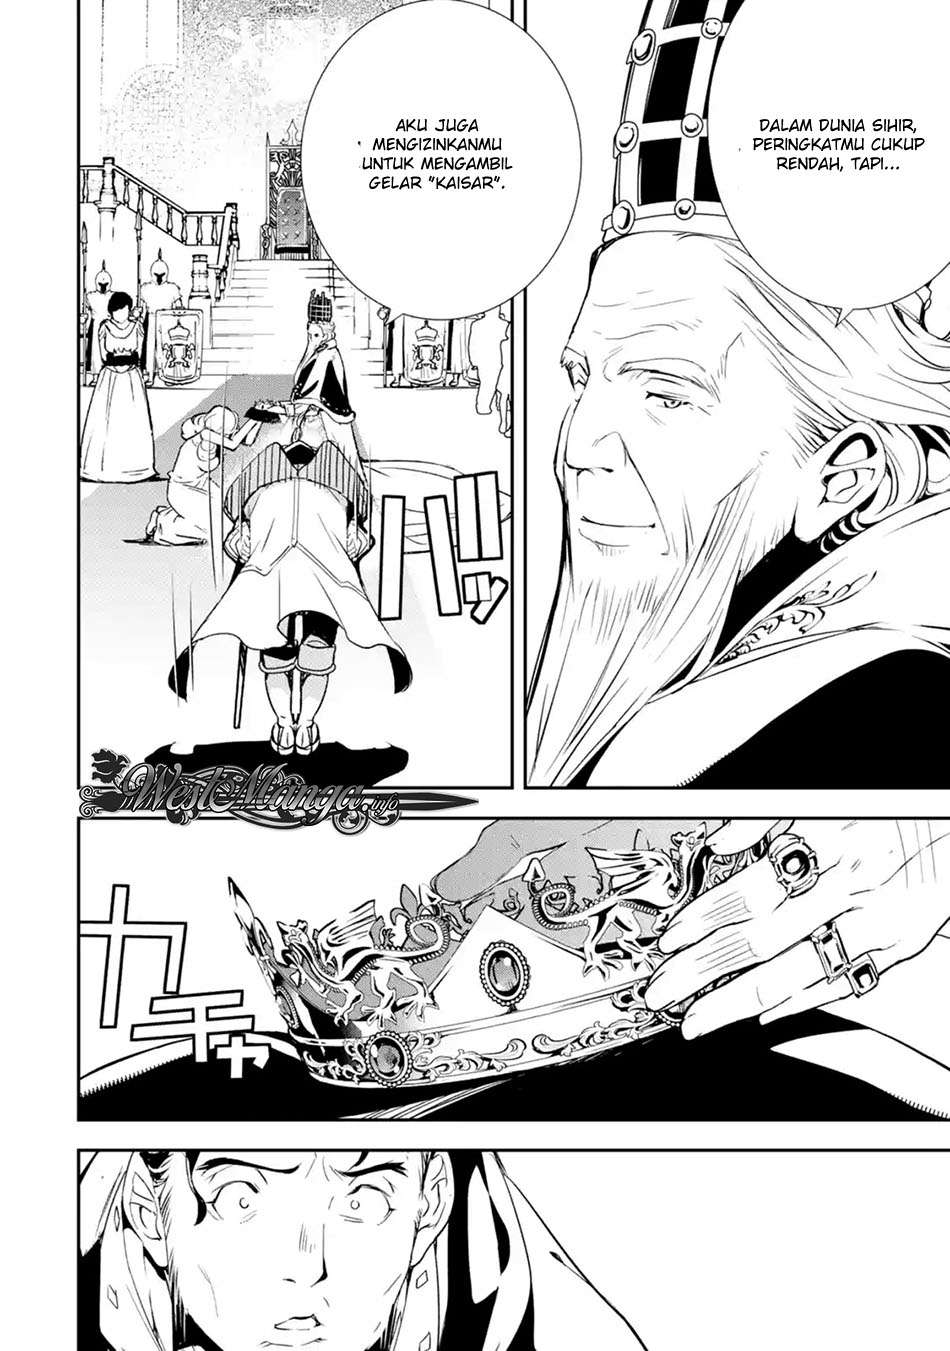 DALAM DUNIA SIHIR,
PERINGKATMU CUKUP
RENDAH, TAPI...
AKU JUGA
MENGIZINKANMU
UNTUK MENGAMBIL
GELAR "KAISAR".
バッ
WestManga.info
カチャ